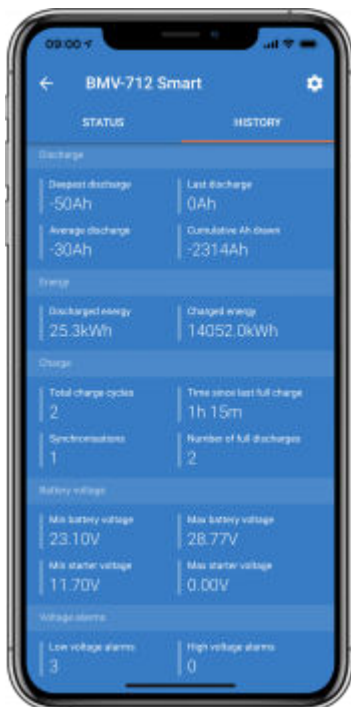 09:00
BMV-712 Smart
STATUS HISTORY
Discharge
Deepest discharge Last discharge
-50Ah 0Ah
Average discharge Cumulative Ah drawn
-30Ah -2314Ah
Energy
Discharged energy Charged energy
25.3kWh 14052.0kWh
Charge
Total charge cycles Time since last full charge
2 1h 15m
Synchronisations Number of full discharges
1 2
Battery voltage
Min battery voltage Max battery voltage
23.10V 28.77V
Min starter voltage Max starter voltage
11.70V 0.00V
Voltage alarms
Low voltage alarms High voltage alarms
3 0